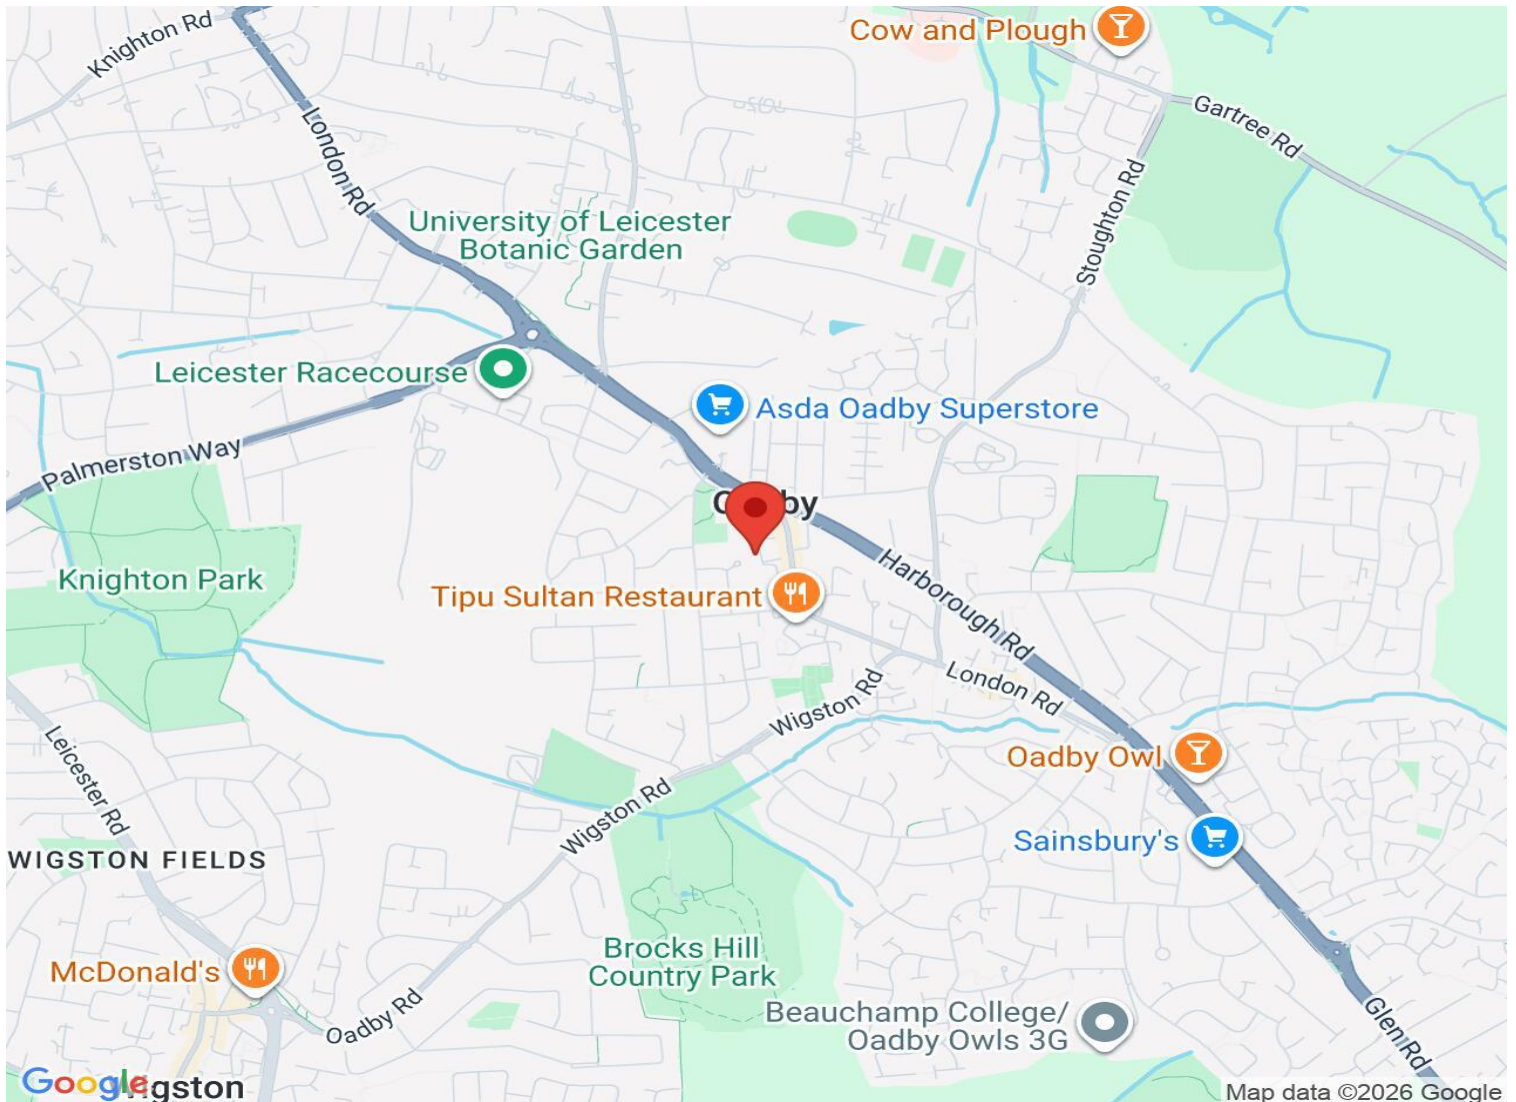 Knighton Rd
Cow and Plough
London Rd
Gartree Rd
Stoughton Rd
University of Leicester
Botanic Garden
Leicester Racecourse
Asda Oadby Superstore
Palmerston Way
Knighton Park
Tipu Sultan Restaurant
Harborough Rd
London Rd
Wigston Rd
Leicester Rd
Oadby Owl
Wigston Rd
Sainsbury's
WIGSTON FIELDS
Brocks Hill
Country Park
McDonald's
Oadby Rd
Beauchamp College/
Oadby Owls 3G
Glen Rd
Google
Map data ©2026 Google